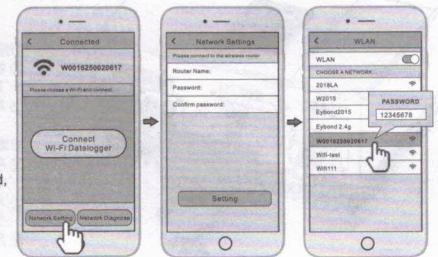 Connected
W0016250020617
Please choose a Wi-Fi and connect
Connect
Wi-Fi Datalogger
Network Setting
Network Diagnose
Network Settings
Please connect to the wireless router
Router Name:
Password:
Confirm password:
Setting
WLAN
WLAN
CHOOSE A NETWORK...
2018LA
W2015
Eybond2015
Eybond 2.4g
W0016250020617
Wifi-test
Wifi111
PASSWORD
12345678
d,